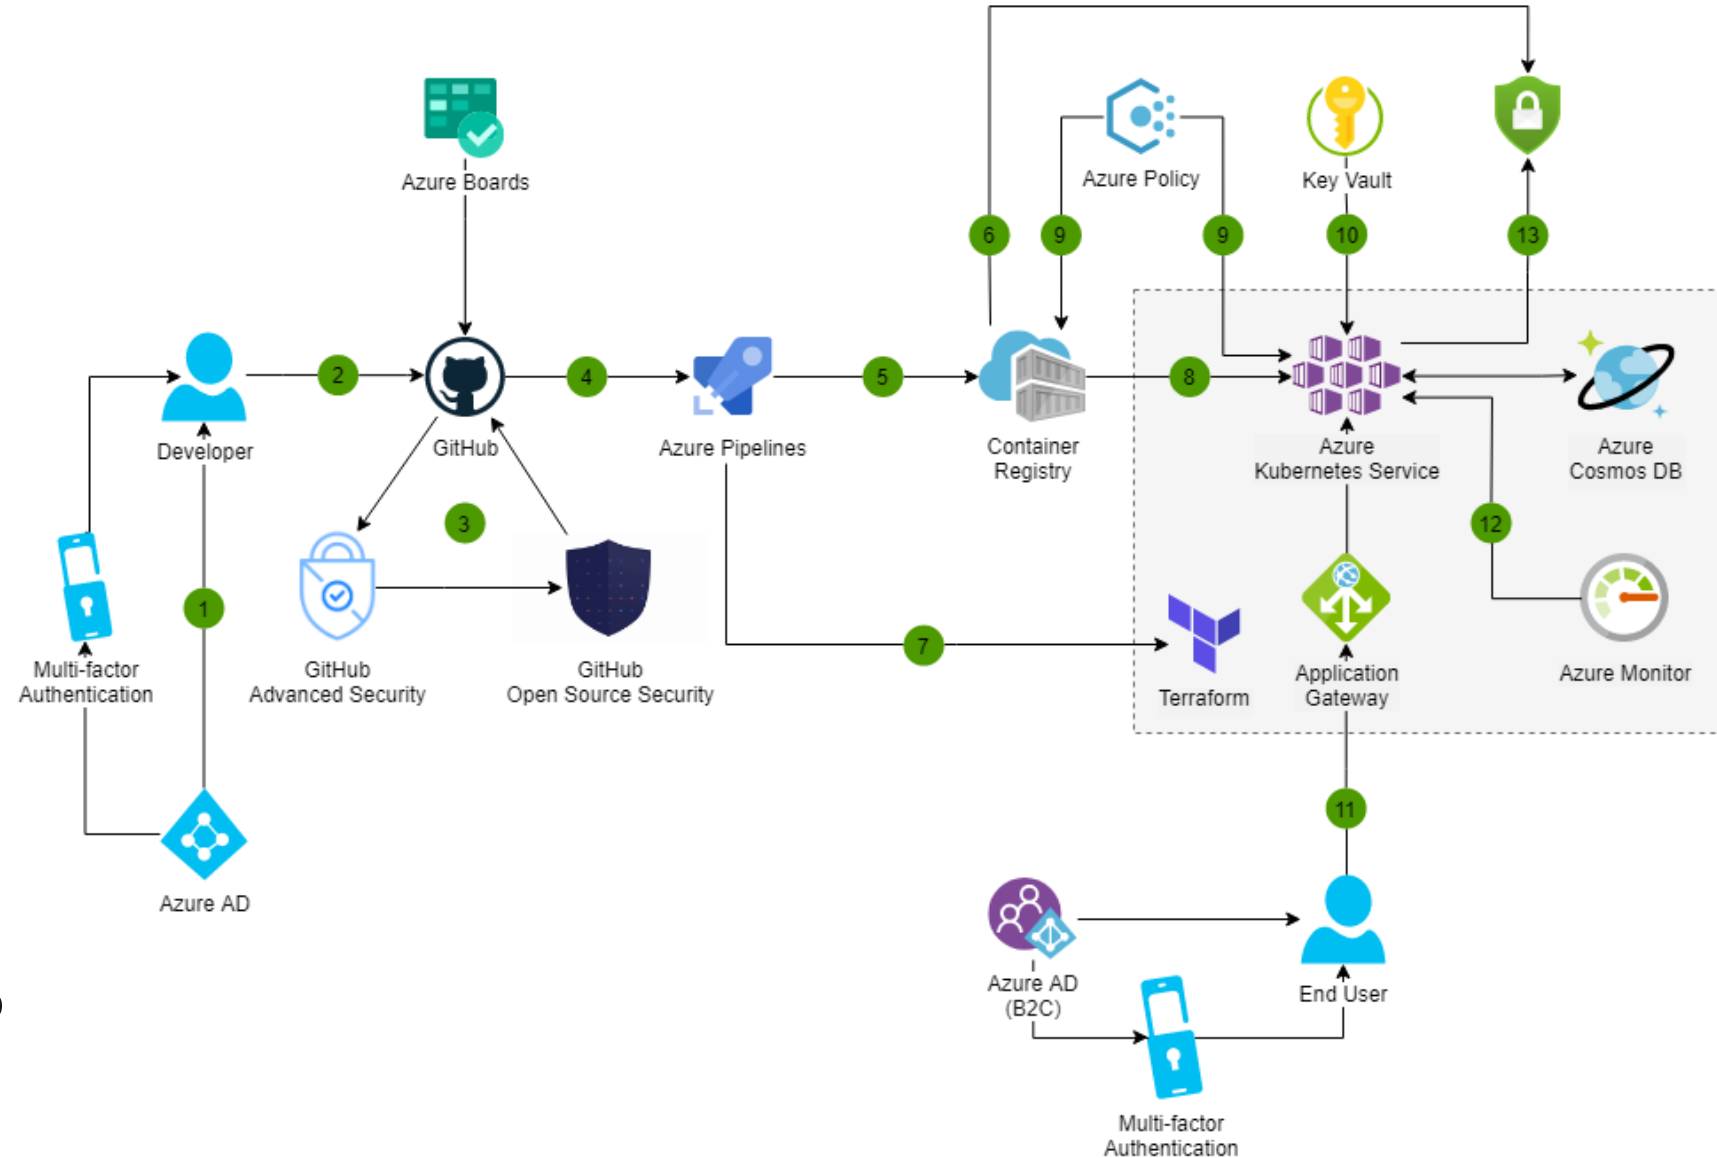 Azure Boards
Azure Policy
Key Vault
6
9
9
10
13
2
4
5
8
Developer
GitHub
Azure Pipelines
Container
Registry
Azure
Kubernetes Service
Azure
Cosmos DB
3
12
1
7
Multi-factor
Authentication
GitHub
Advanced Security
GitHub
Open Source Security
Terraform
Application
Gateway
Azure Monitor
11
Azure AD
Azure AD
(B2C)
End User
)
Multi-factor
Authentication